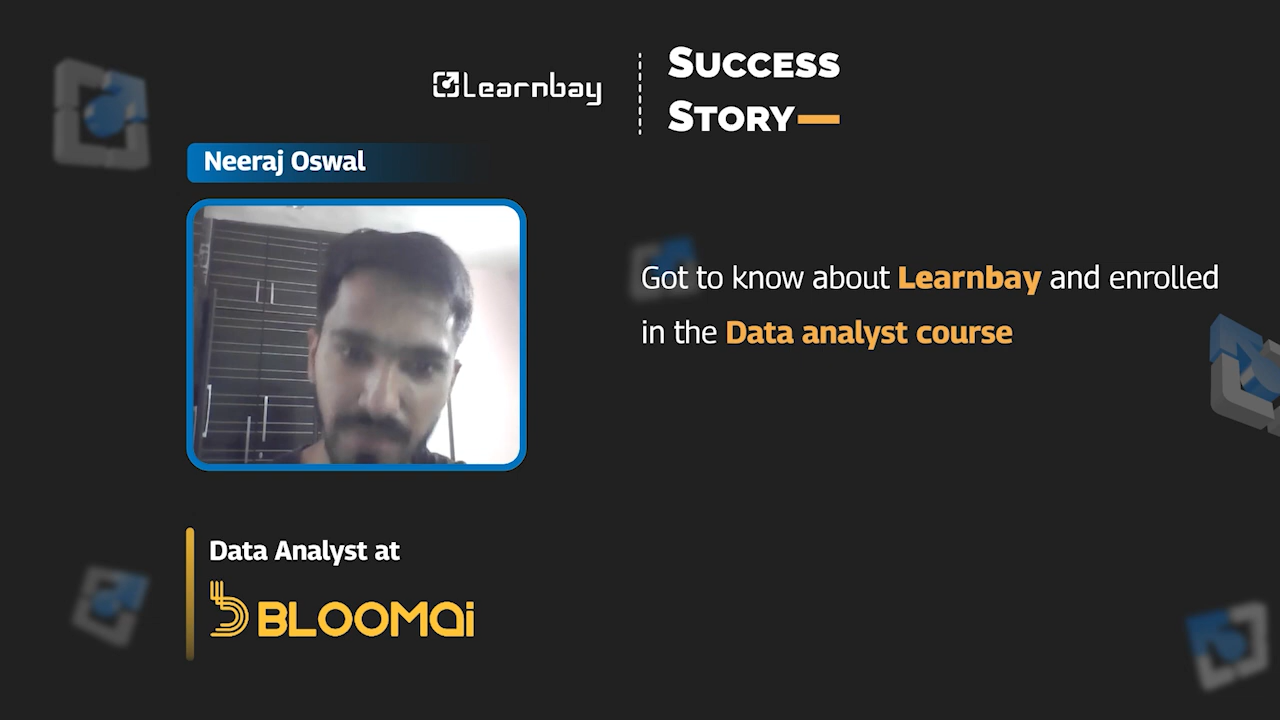 Learnbay
Success
Story
Neeraj Oswal
Got to know about Learnbay and enrolled
in the Data analyst course
Data Analyst at
BLOOMai